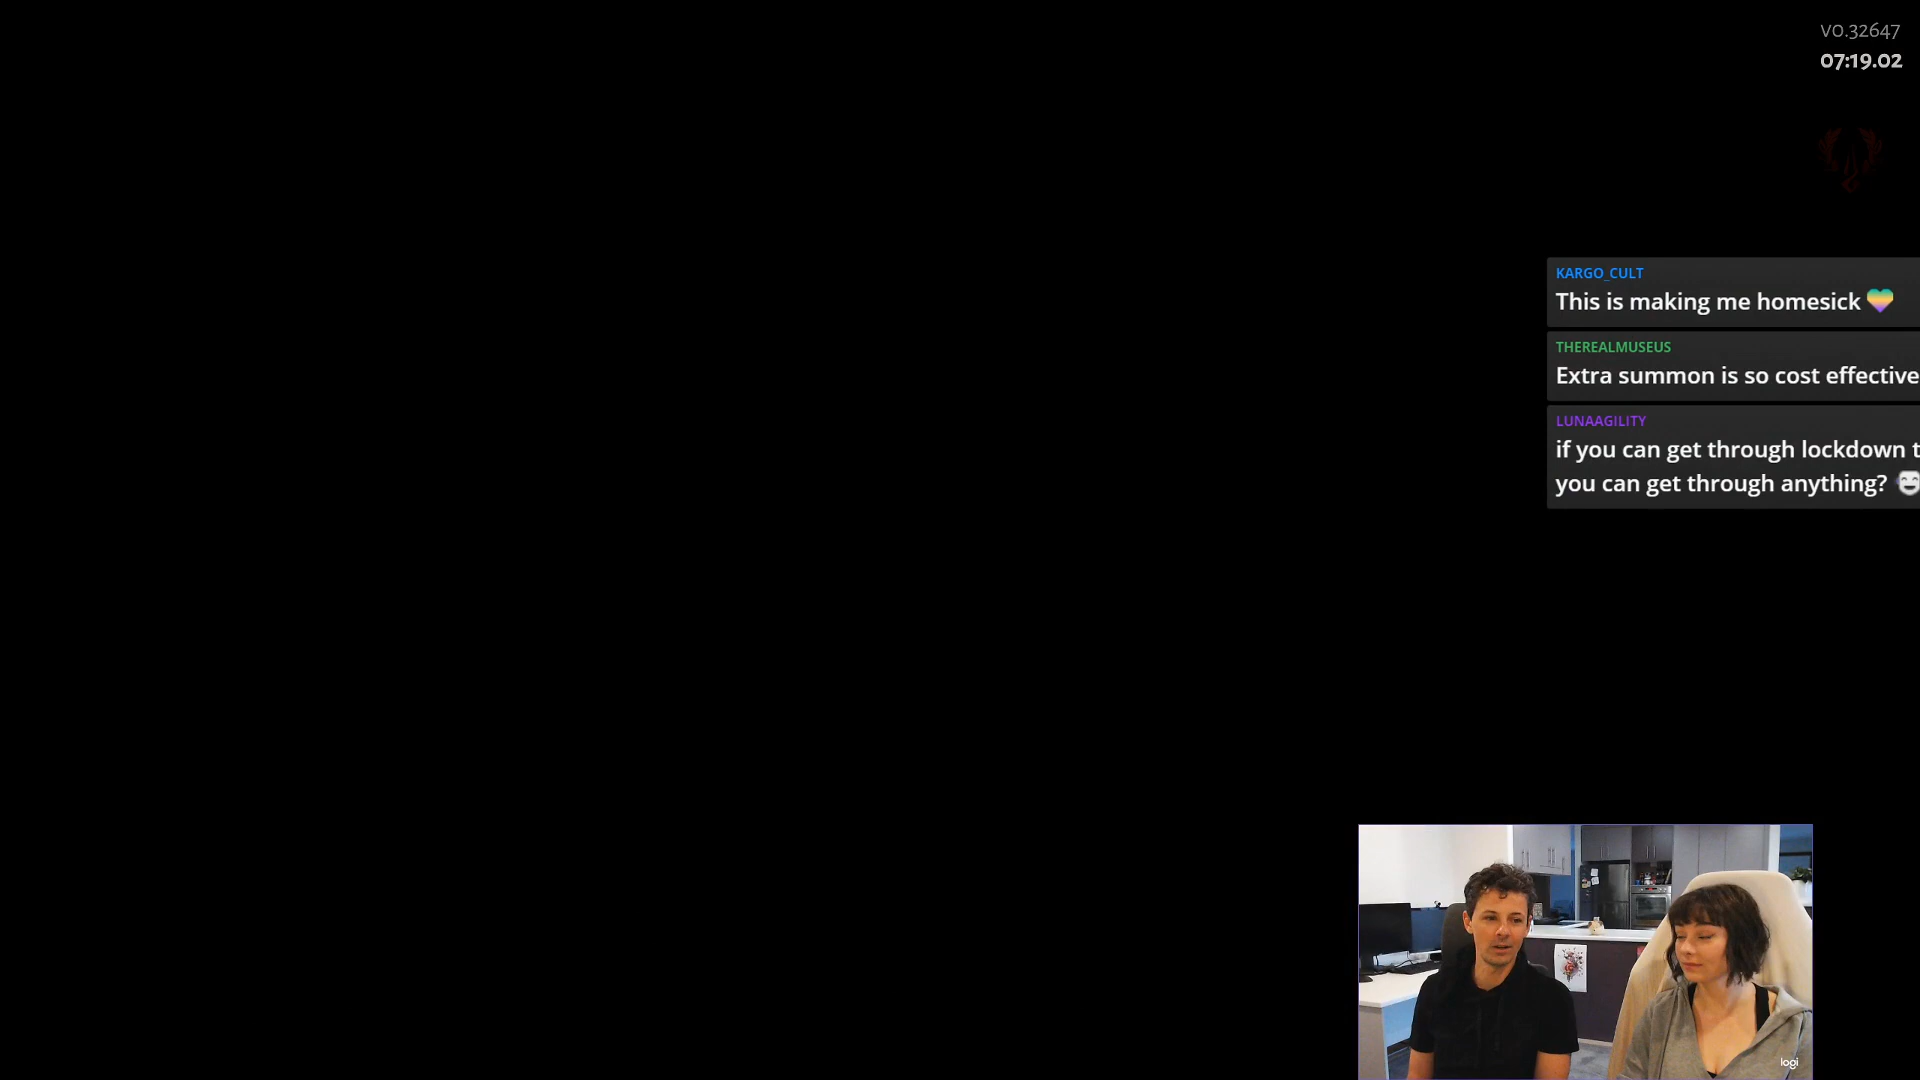 V0.32647
07:19.02
KARGO_CULT
This is making me homesick
THEREALMUSEUS
Extra summon is so cost effective
LUNAAGILITY
if you can get through lockdown t
you can get through anything?
logi